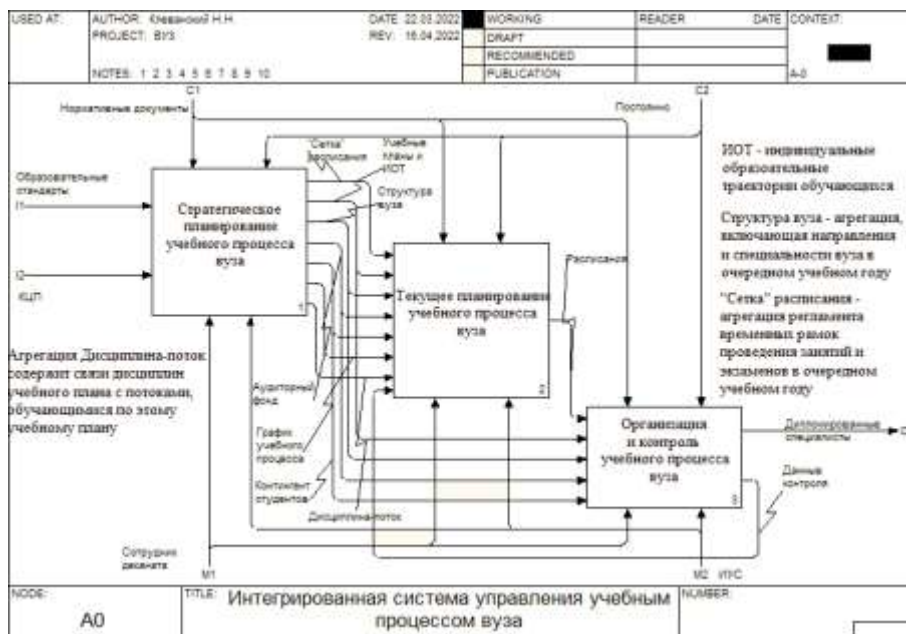 USED AT:
AUTHOR: Клеванский Н.Н.
DATE: 22.03.2022
PROJECT: ВУЗ
REV: 16.04.2022
NOTES: 1 2 3 4 5 6 7 8 9 10
WORKING
DRAFT
RECOMMENDED
PUBLICATION
READER
DATE
CONTEXT:
A-0
C1
C2
Нормативные документы
Постоянно
"Сетка"
расписания
Учебные
планы и
ИОТ
Структура
вуза
Образовательные
стандарты
I1
I2
КЦП
Стратегическое
планирование
учебного процесса
вуза
1
Текущее планирование
учебного процесса
вуза
2
Расписания
Организация
и контроль
учебного процесса
вуза
3
ИОТ - индивидуальные
образоательные
траектории обучающихся
Структура вуза - агрегация,
включающая направления
и специальности вуза в
очередном учебном году
"Сетка" расписания -
агрегация регламента
временных рамок
проведения занятий и
экзаменов в очередном
учебном году
Агрегация Дисциплина-поток
содержит связи дисциплин
учебного плана с потоками,
обучающимися по этому
учебному плану
Аудиторный
фонд
График
учебного
процесса
Контингент
студентов
Дисциплина-поток
Дипломированные
специалисты
Данные
контроля
Сотрудник
деканата
M1
M2
ИУС
NODE:
A0
TITLE:
Интегрированная система управления учебным
процессом вуза
NUMBER: